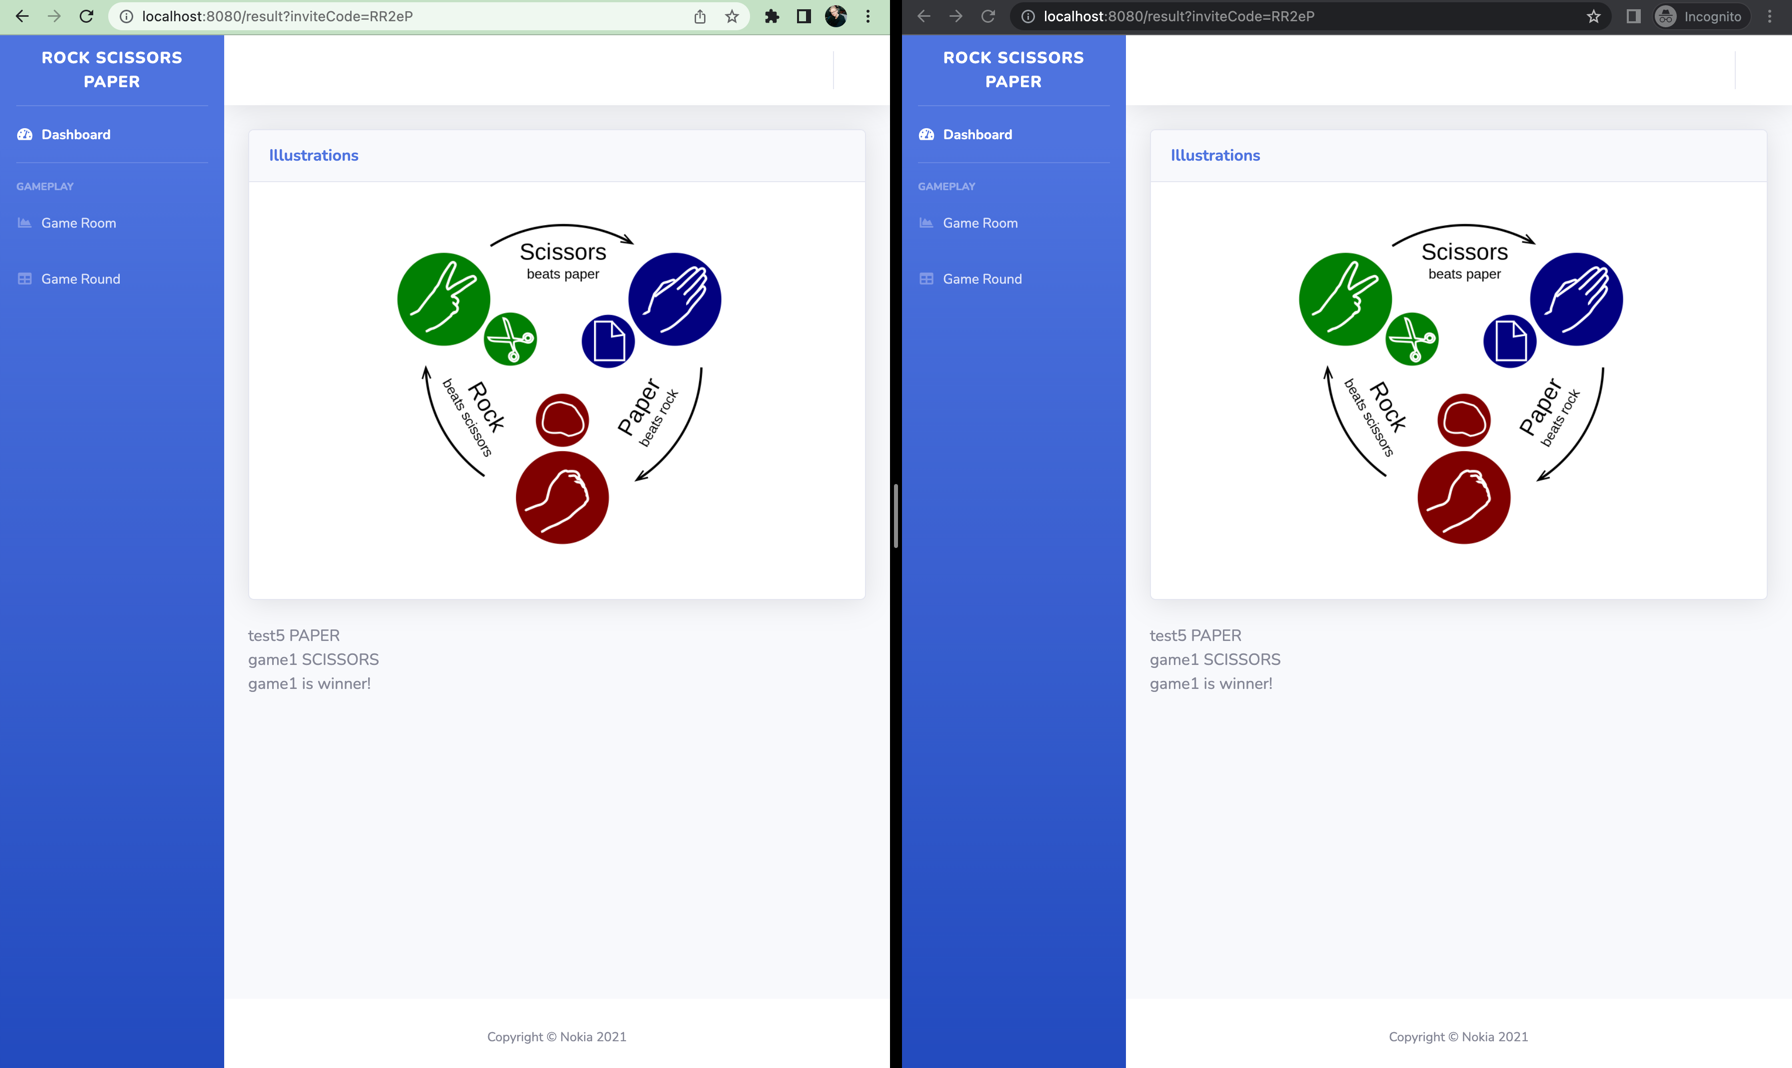 localhost:8080/result?inviteCode=RR2eP
ROCK SCISSORS
PAPER
Dashboard
GAMEPLAY
Game Room
Game Round
Illustrations
Scissors
beats paper
Rock
beats scissors
Paper
beats rock
test5 PAPER
game1 SCISSORS
game1 is winner!
Copyright © Nokia 2021
localhost:8080/result?inviteCode=RR2eP
Incognito
ROCK SCISSORS
PAPER
Dashboard
GAMEPLAY
Game Room
Game Round
Illustrations
Scissors
beats paper
Rock
beats scissors
Paper
beats rock
test5 PAPER
game1 SCISSORS
game1 is winner!
Copyright © Nokia 2021